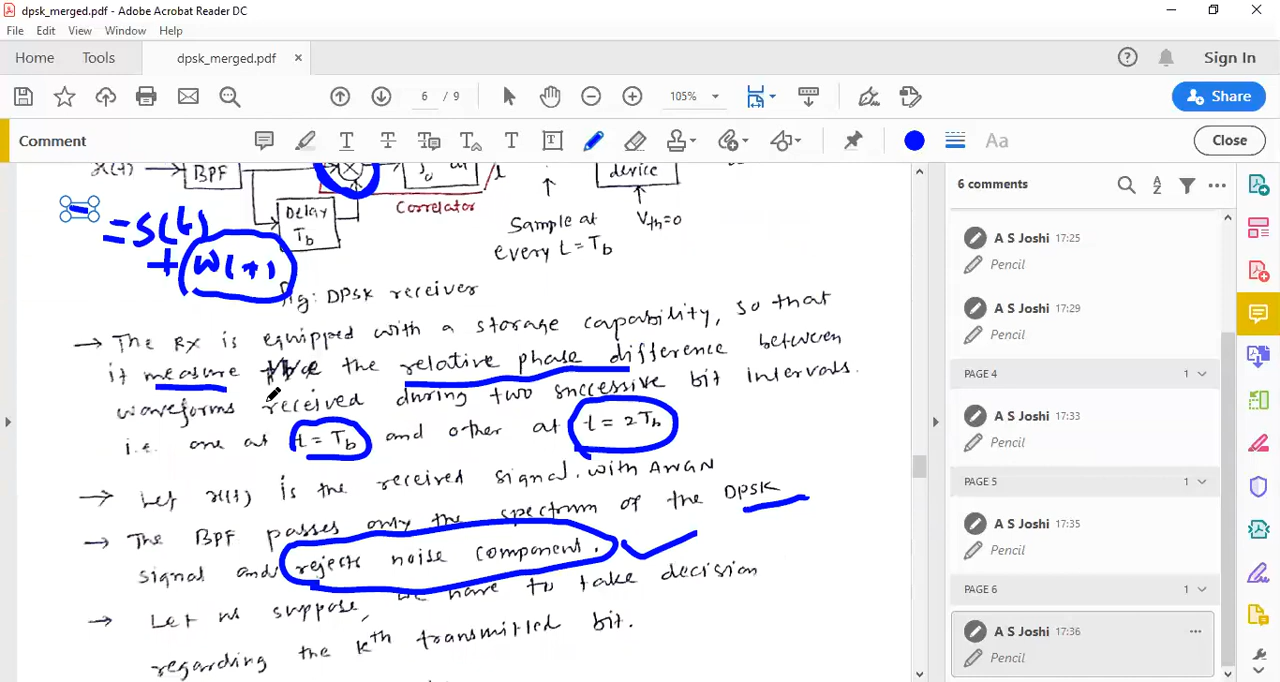 dpsk_merged.pdf - Adobe Acrobat Reader DC
File Edit View Window Help
Home Tools dpsk_merged.pdf × Sign In
6 / 9 105% Share
Comment Close
x(t) BPF device
Correlator
Delay
Tb
Sample at
every t = Tb
Vth=0
= S(t)
+ W(t)
fig: DPSK receiver
→ The RX is equipped with a storage capability, so that
it measure the relative phase difference between
waveforms received during two successive bit intervals.
i.e. one at t = Tb and other at t = 2Tb
→ Let x(t) is the received signal with AWGN
→ The BPF passes only the spectrum of the DPSK
signal and rejects noise component.
→ Let us suppose, we have to take decision
regarding the kth transmitted bit.
6 comments
A S Joshi 17:25
Pencil
A S Joshi 17:29
Pencil
PAGE 4 1
A S Joshi 17:33
Pencil
PAGE 5 1
A S Joshi 17:35
Pencil
PAGE 6 1
A S Joshi 17:36
Pencil